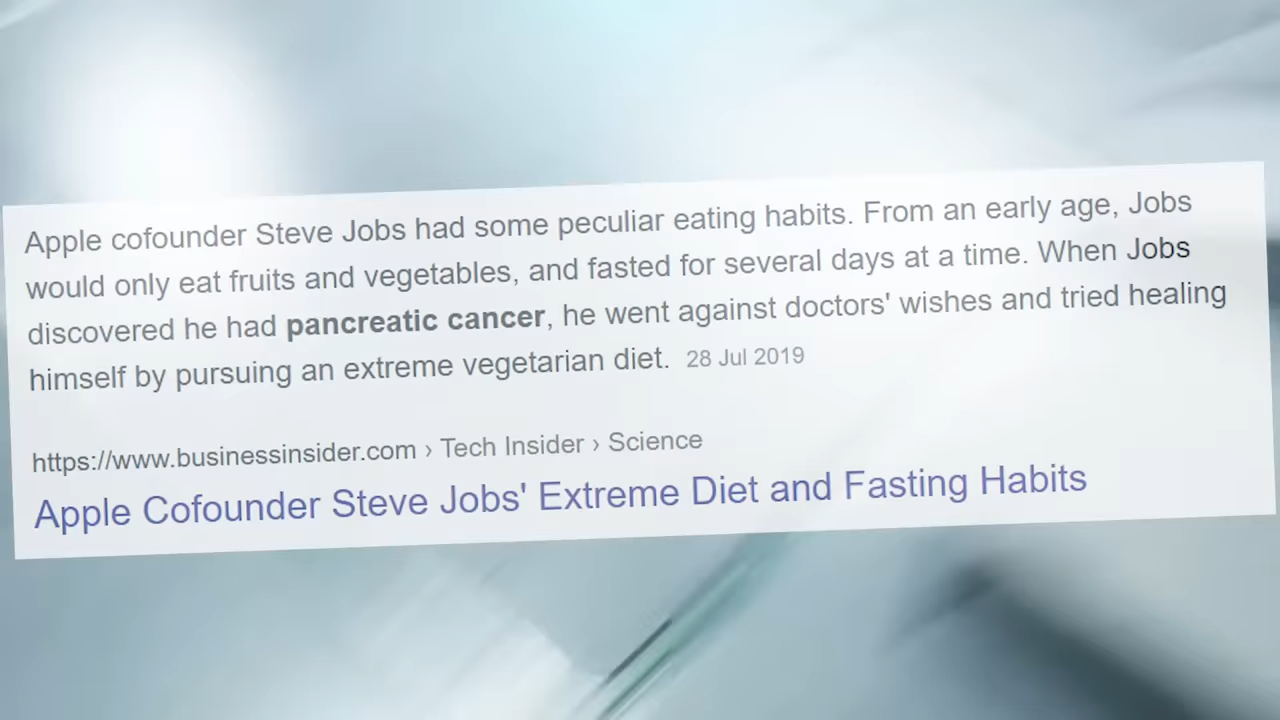 Apple cofounder Steve Jobs had some peculiar eating habits. From an early age, Jobs
would only eat fruits and vegetables, and fasted for several days at a time. When Jobs
discovered he had pancreatic cancer, he went against doctors' wishes and tried healing
himself by pursuing an extreme vegetarian diet. 28 Jul 2019
https://www.businessinsider.com › Tech Insider › Science
Apple Cofounder Steve Jobs' Extreme Diet and Fasting Habits